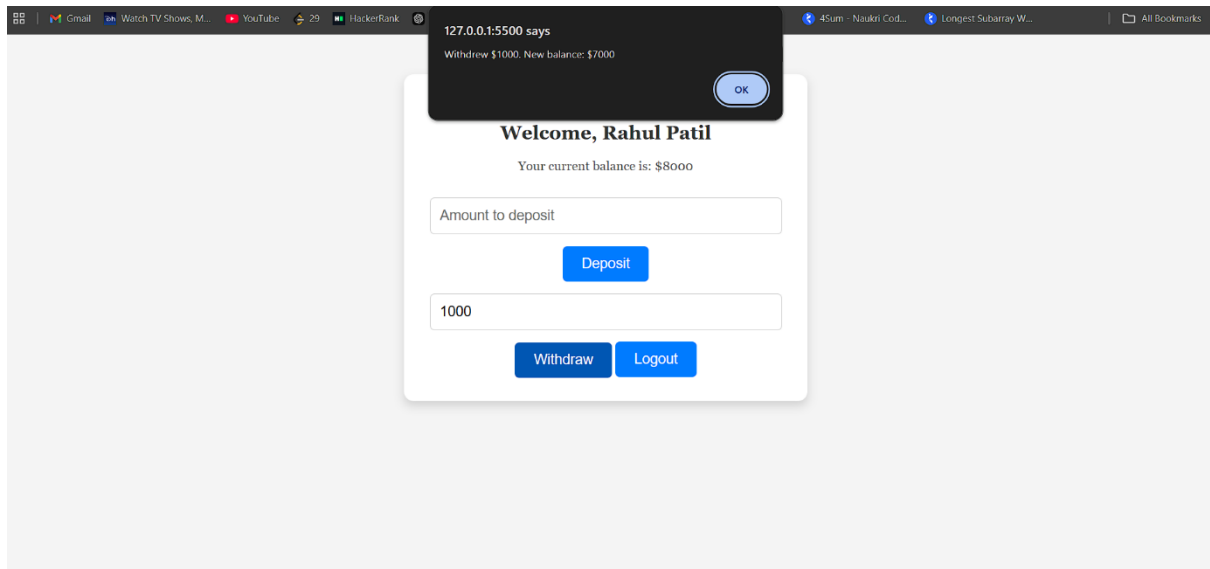 Gmail Watch TV Shows, M... YouTube 29 HackerRank 4Sum - Naukri Cod... Longest Subarray W... All Bookmarks
127.0.0.1:5500 says
Withdrew $1000. New balance: $7000
OK
Welcome, Rahul Patil
Your current balance is: $8000
Amount to deposit
Deposit
1000
Withdraw Logout